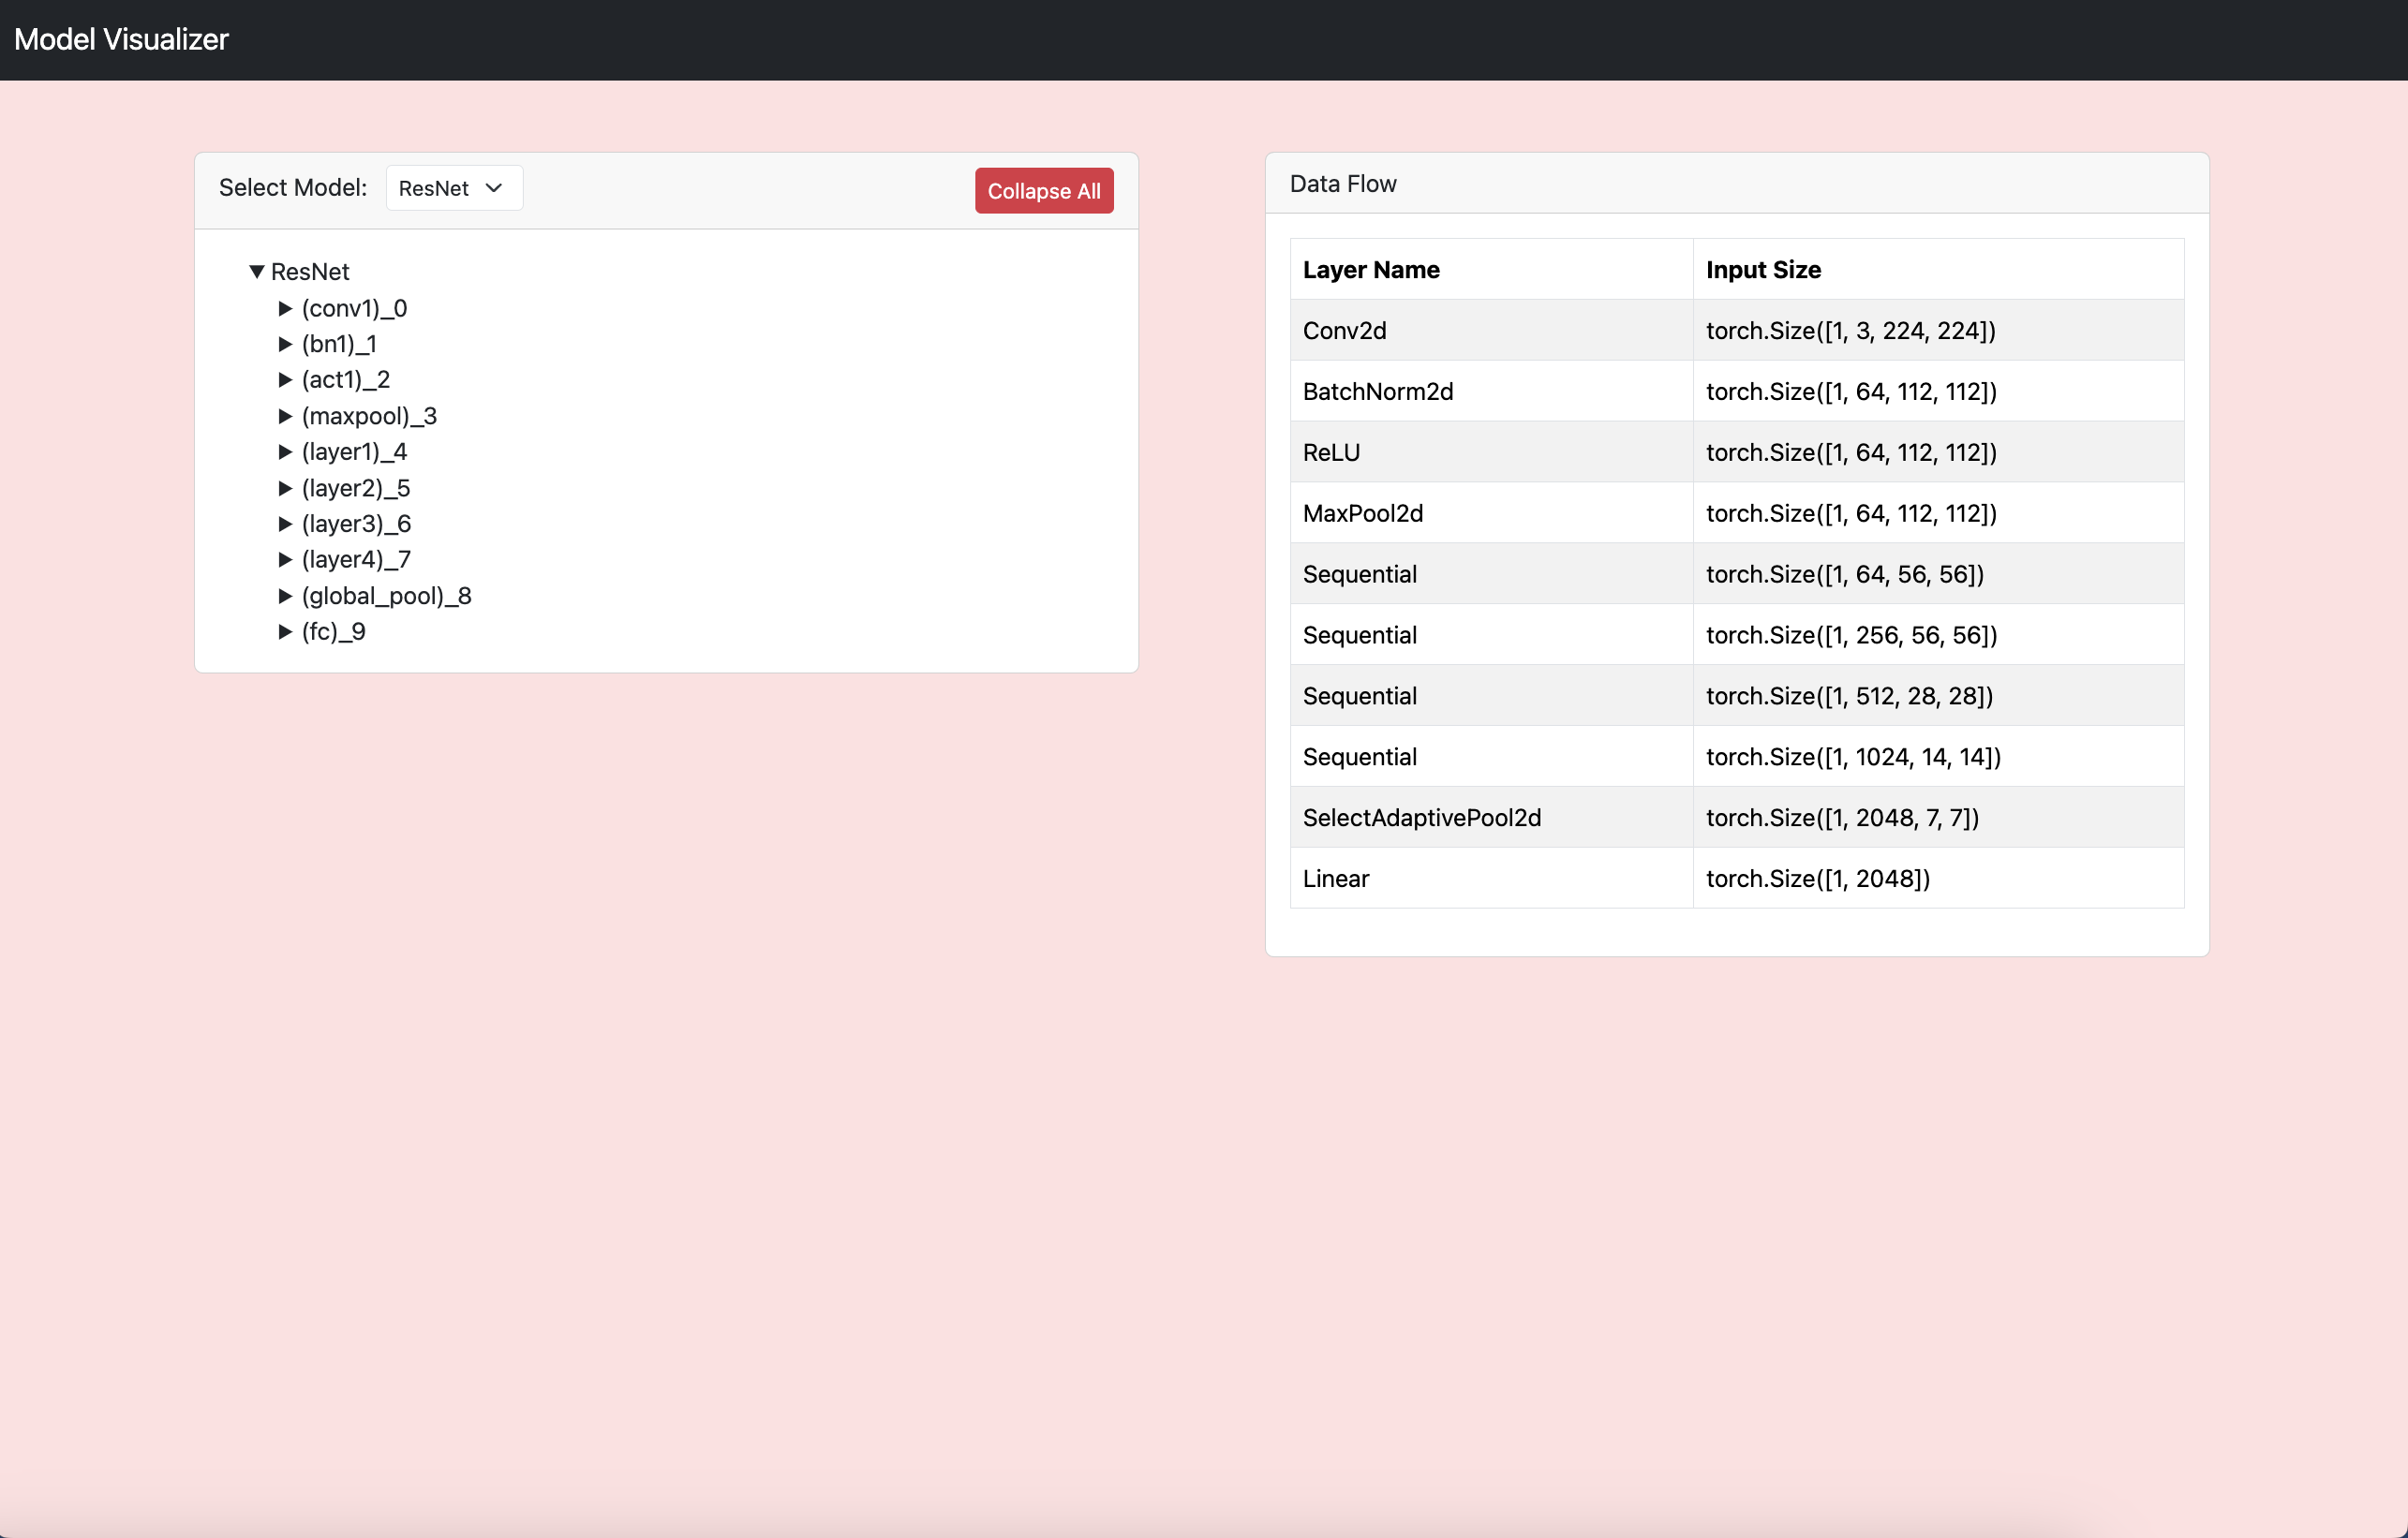 Model Visualizer
Select Model: ResNet Collapse All
ResNet
(conv1)_0
(bn1)_1
(act1)_2
(maxpool)_3
(layer1)_4
(layer2)_5
(layer3)_6
(layer4)_7
(global_pool)_8
(fc)_9
Data Flow
Layer Name Input Size
Conv2d torch.Size([1, 3, 224, 224])
BatchNorm2d torch.Size([1, 64, 112, 112])
ReLU torch.Size([1, 64, 112, 112])
MaxPool2d torch.Size([1, 64, 112, 112])
Sequential torch.Size([1, 64, 56, 56])
Sequential torch.Size([1, 256, 56, 56])
Sequential torch.Size([1, 512, 28, 28])
Sequential torch.Size([1, 1024, 14, 14])
SelectAdaptivePool2d torch.Size([1, 2048, 7, 7])
Linear torch.Size([1, 2048])